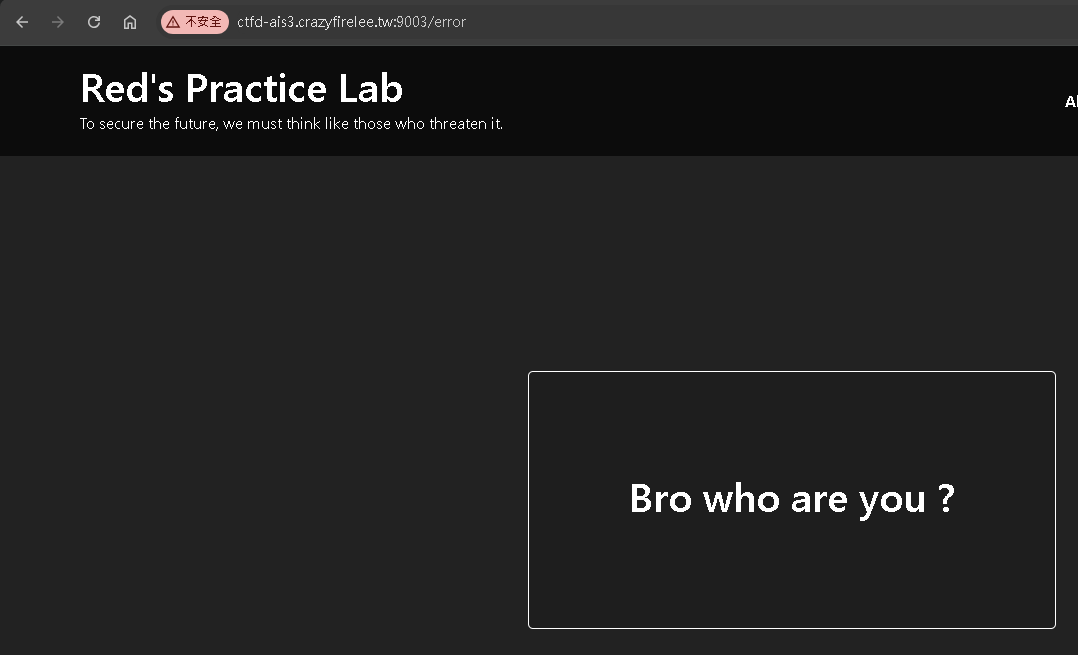 不安全 ctfd-ais3.crazyfirelee.tw:9003/error
Red's Practice Lab
To secure the future, we must think like those who threaten it.
Bro who are you ?